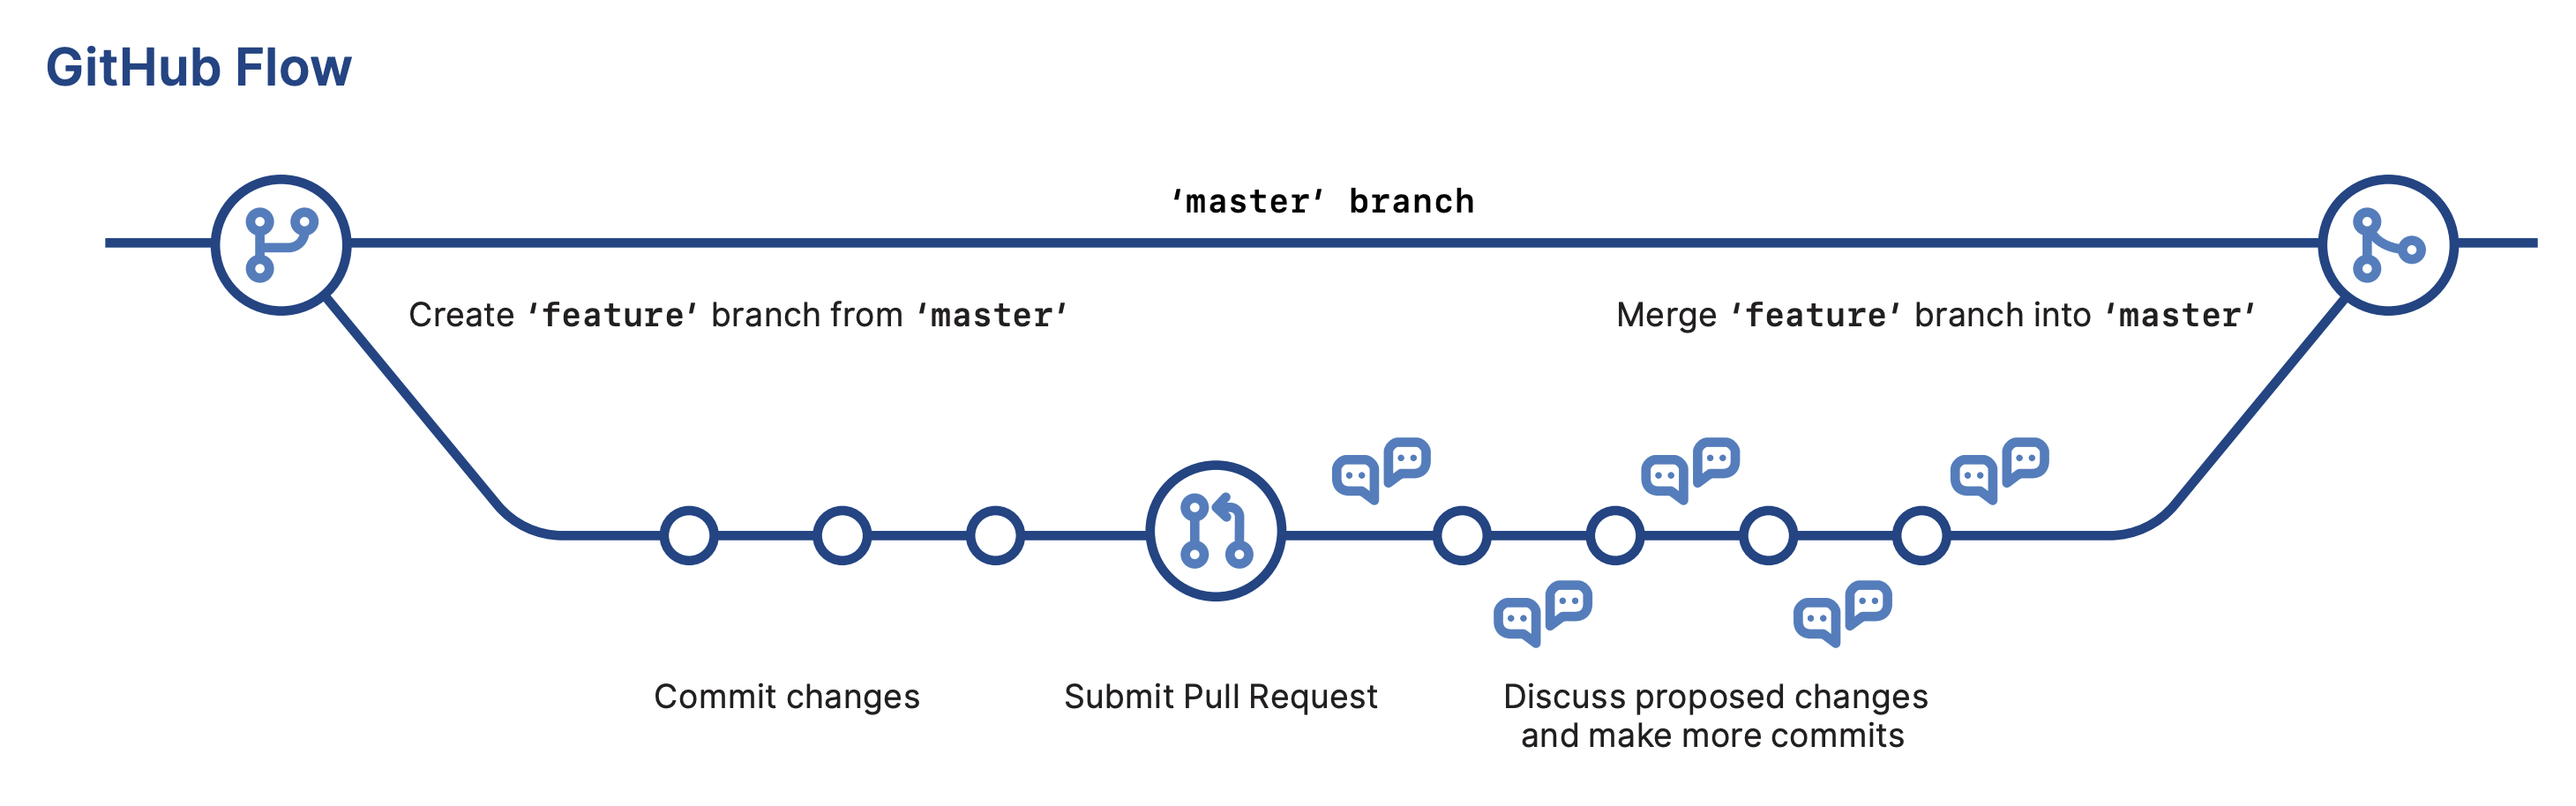 GitHub Flow
‘master’ branch
Create ‘feature’ branch from ‘master’
Merge ‘feature’ branch into ‘master’
Commit changes
Submit Pull Request
Discuss proposed changes
and make more commits